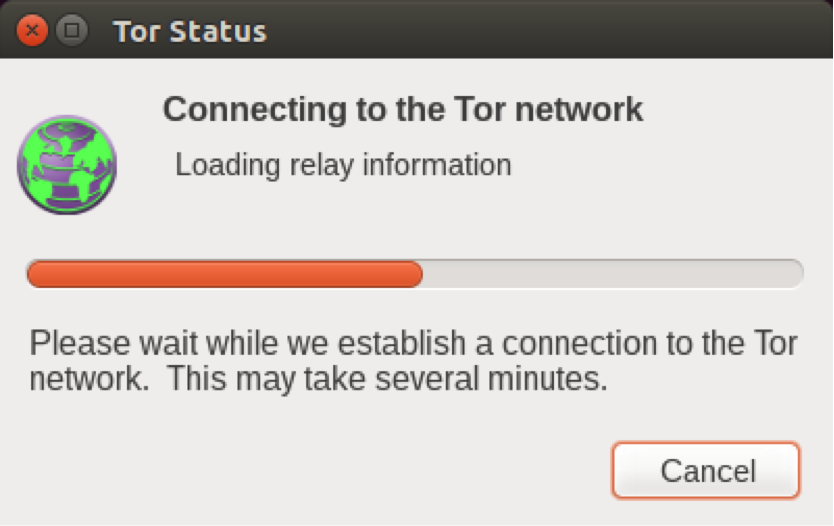 Tor Status
Connecting to the Tor network
Loading relay information
Please wait while we establish a connection to the Tor
network.  This may take several minutes.
Cancel